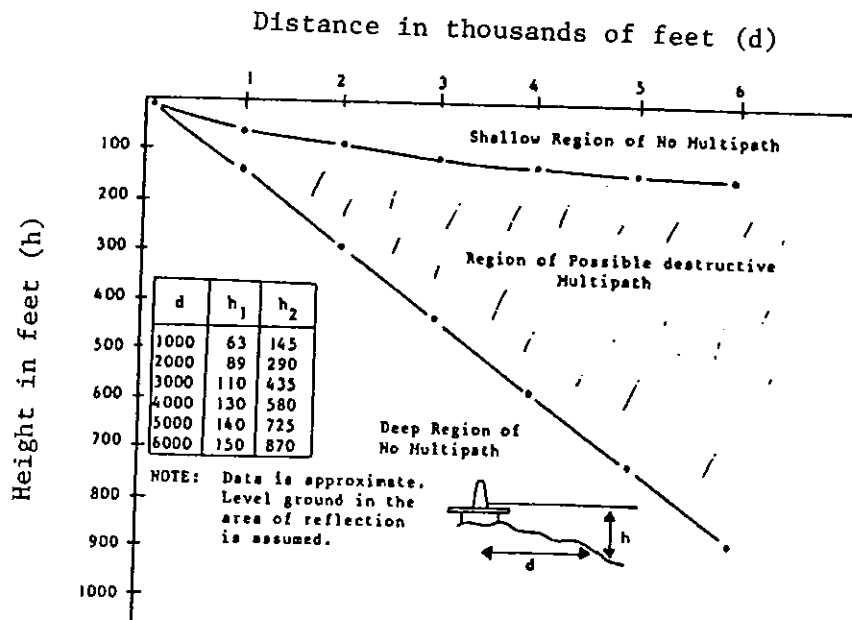 Distance in thousands of feet (d)
1 2 3 4 5 6
Height in feet (h)
100
200
300
400
500
600
700
800
900
1000
Shallow Region of No Multipath
Region of Possible destructive
Multipath
Deep Region of
No Multipath
d h1 h2
1000 63 145
2000 89 290
3000 110 435
4000 130 580
5000 140 725
6000 150 870
NOTE: Data is approximate.
Level ground in the
area of reflection
is assumed.
h
d